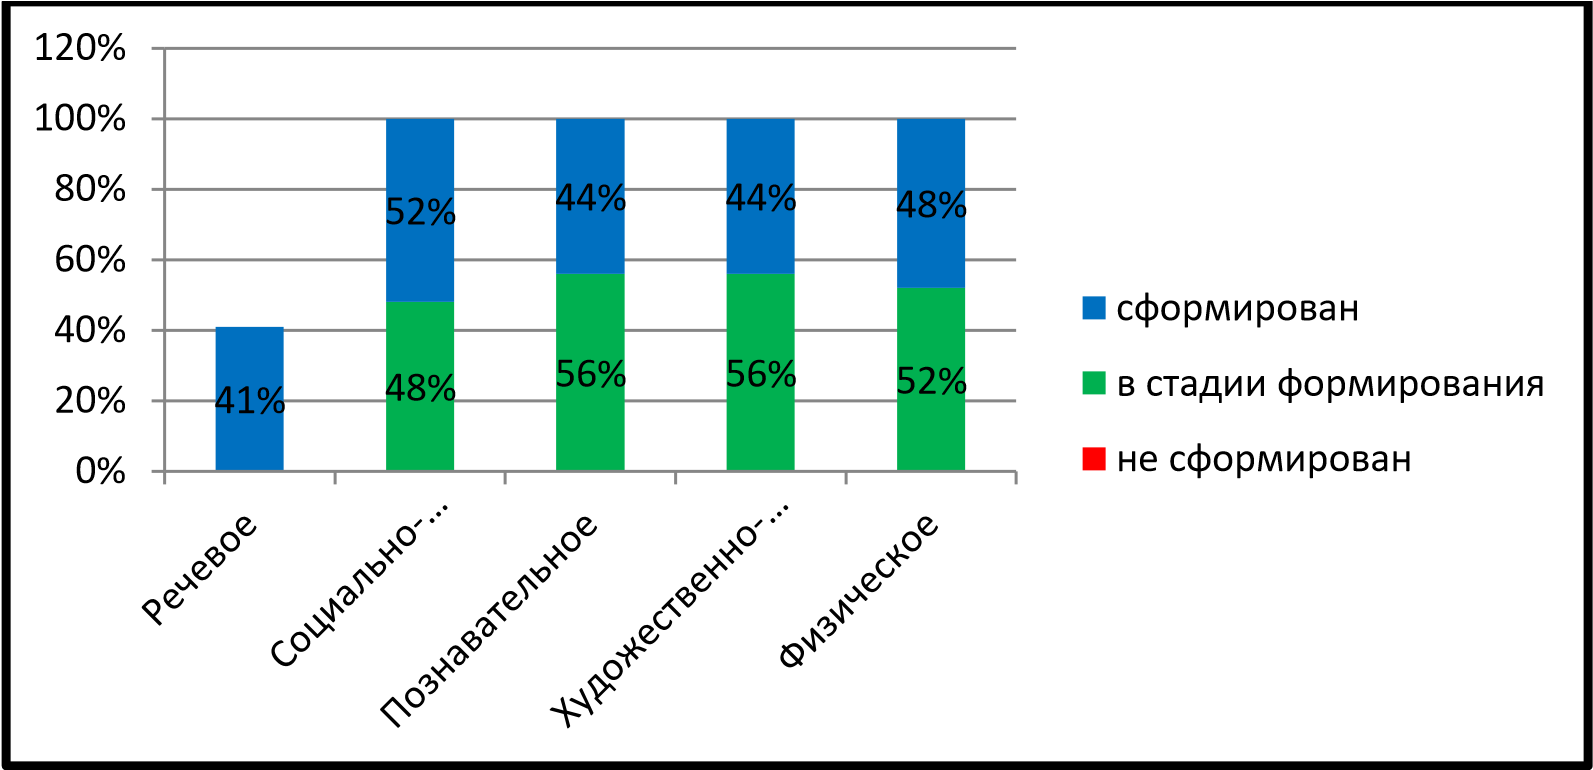 120%
100%
80%
60%
40%
20%
0%
41%
52%
48%
44%
56%
44%
56%
48%
52%
Речевое
Социально-...
Познавательное
Художественно-...
Физическое
сформирован
в стадии формирования
не сформирован